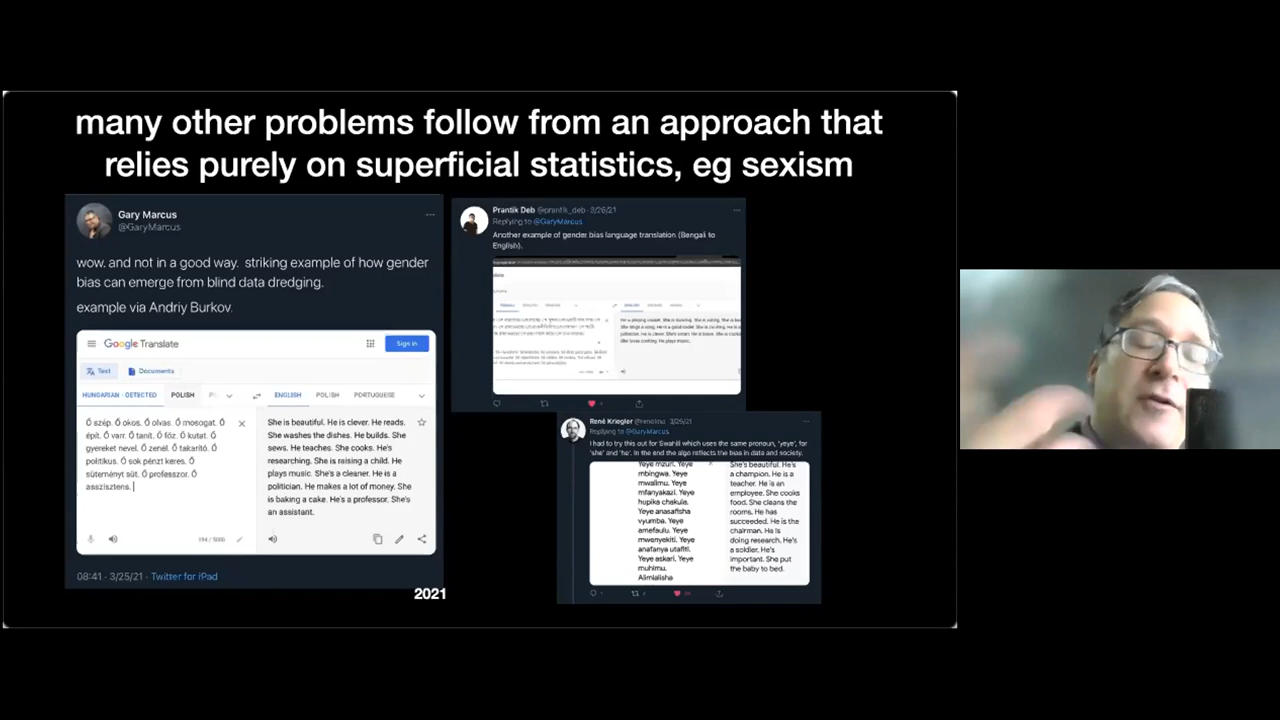 many other problems follow from an approach that
relies purely on superficial statistics, eg sexism
Gary Marcus
@GaryMarcus
wow. and not in a good way. striking example of how gender
bias can emerge from blind data dredging.
example via Andriy Burkov.
Google Translate
Sign in
Text
Documents
HUNGARIAN - DETECTED
POLISH
ENGLISH
POLISH
PORTUGUESE
Ő szép. Ő okos. Ő olvas. Ő mosogat. Ő
épít. Ő varr. Ő tanít. Ő főz. Ő kutat. Ő
gyereket nevel. Ő zenél. Ő takarító. Ő
politikus. Ő sok pénzt keres. Ő
süteményt süt. Ő professzor. Ő
asszisztens.
194 / 5000
She is beautiful. He is clever. He reads.
She washes the dishes. He builds. She
sews. He teaches. She cooks. He's
researching. She is raising a child. He
plays music. She's a cleaner. He is a
politician. He makes a lot of money. She
is baking a cake. He's a professor. She's
an assistant.
08:41 · 3/25/21 · Twitter for iPad
2021
Prantik Deb @prantik_deb · 3/26/21
Replying to @GaryMarcus
Another example of gender bias language translation (Bengali to
English).
René Kriegler
Replying to @GaryMarcus
I had to try this out for Swahili which uses the same pronoun, 'yeye', for
'she' and 'he'. In the end the algo reflects the bias in data and society.
Yeye mzuri. Yeye
mbingwa. Yeye
mwalimu. Yeye
mfanyakazi. Yeye
hupika chakula.
Yeye anasafisha
vyumba. Yeye
amefaulu. Yeye
mwenyekiti. Yeye
anafanya utafiti.
Yeye askari. Yeye
muhimu.
Alimlalisha
She's beautiful. He's
a champion. He is a
teacher. He is an
employee. She cooks
food. She cleans the
rooms. He has
succeeded. He is the
chairman. He is
doing research. He's
a soldier. He's
important. She put
the baby to bed.